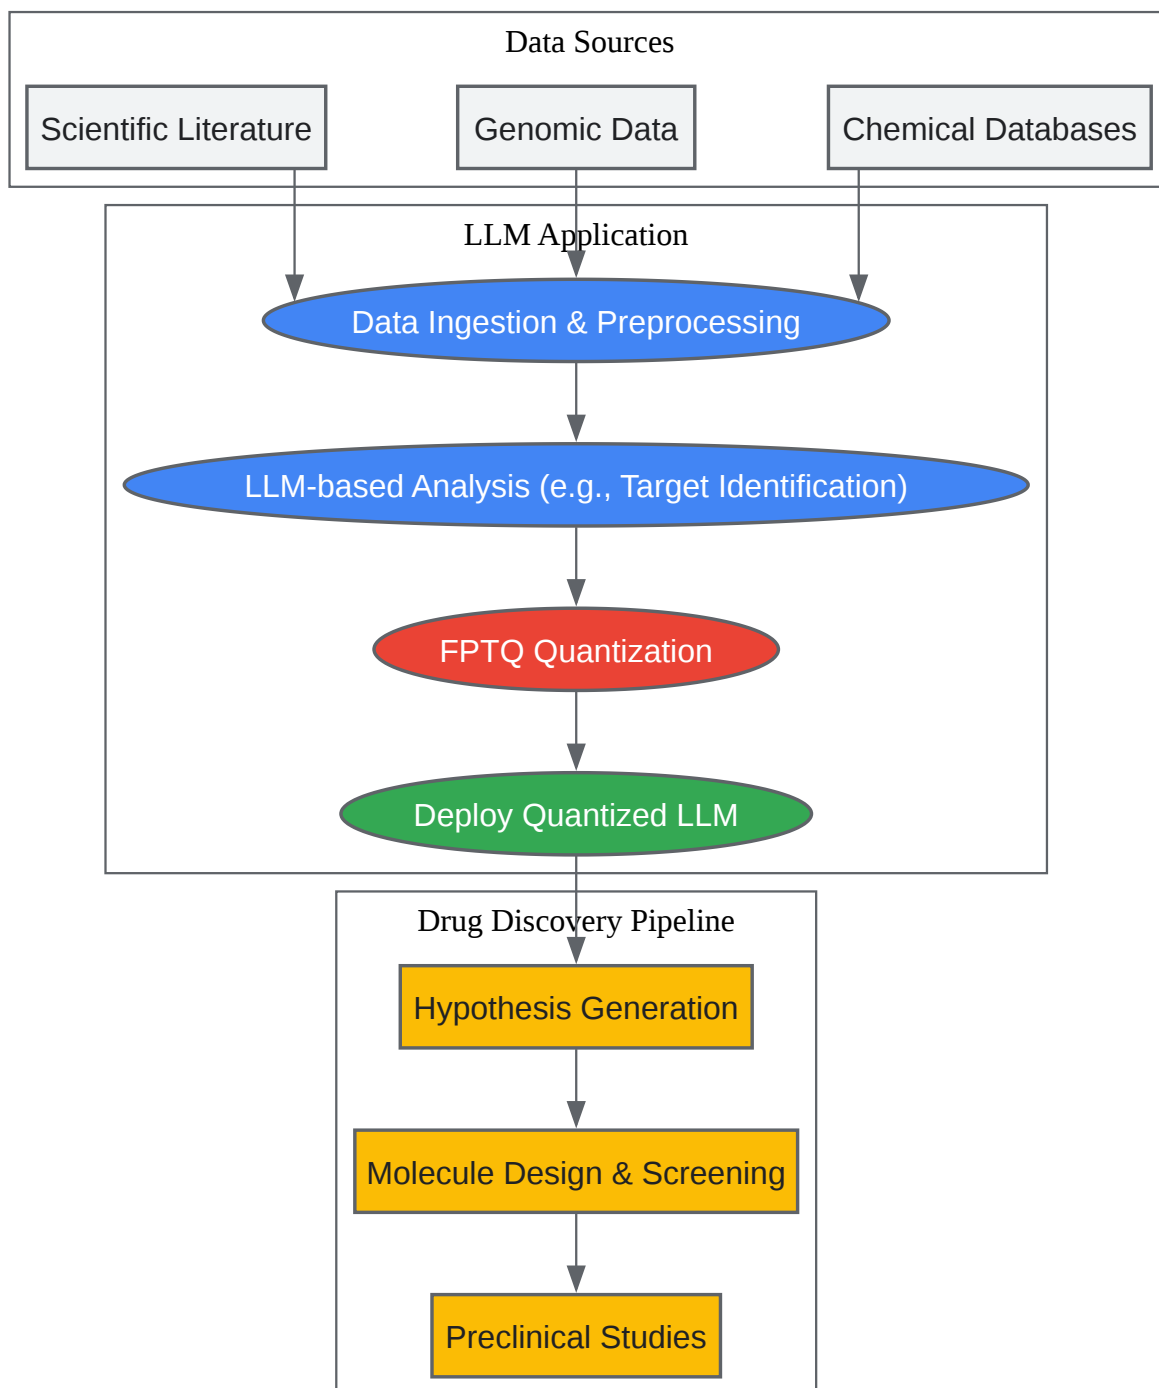 Data Sources
Scientific Literature
Genomic Data
Chemical Databases
LLM Application
Data Ingestion & Preprocessing
LLM-based Analysis (e.g., Target Identification)
FPTQ Quantization
Deploy Quantized LLM
Drug Discovery Pipeline
Hypothesis Generation
Molecule Design & Screening
Preclinical Studies